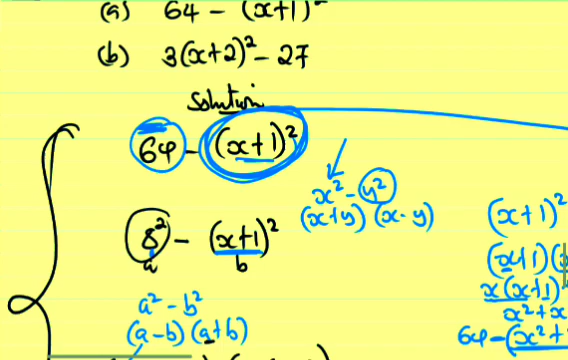 (a) 64 - (x+1)²
(b) 3(x+2)² - 27
Solution
64 - (x+1)²
x² - y²
(x+y) (x-y)
8² - (x+1)²
a b
a² - b²
(a-b) (a+b)
(x+1)²
(x+1)(x
x(x+1)
x²+x
64-(x²+